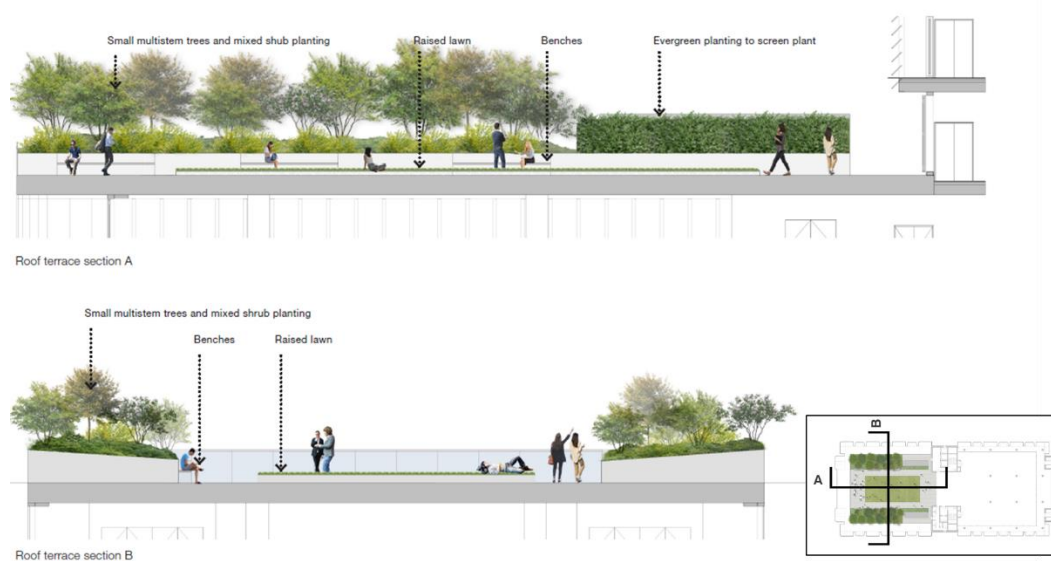 Small multistem trees and mixed shub planting
Raised lawn
Benches
Evergreen planting to screen plant
Roof terrace section A
Small multistem trees and mixed shrub planting
Benches
Raised lawn
B
A
Roof terrace section B